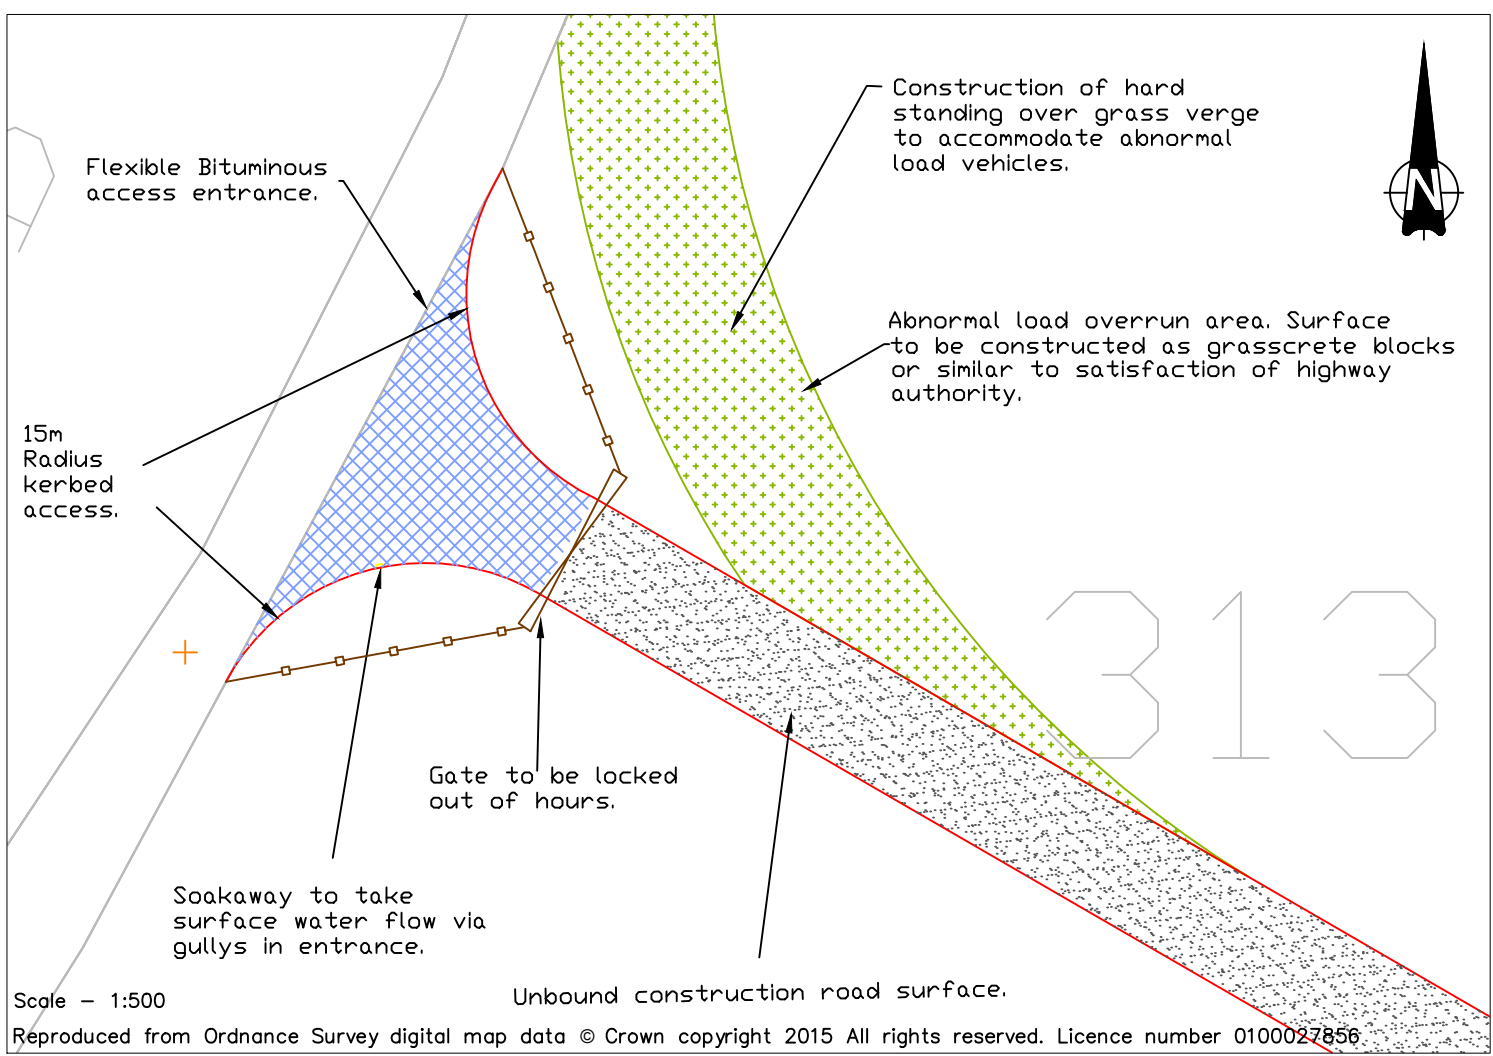 Construction of hard
standing over grass verge
to accommodate abnormal
load vehicles.
Flexible Bituminous
access entrance.
N
Abnormal load overrun area. Surface
to be constructed as grasscrete blocks
or similar to satisfaction of highway
authority.
15m
Radius
kerbed
access.
313
Gate to be locked
out of hours.
Soakaway to take
surface water flow via
gullys in entrance.
Unbound construction road surface.
Scale - 1:500
Reproduced from Ordnance Survey digital map data © Crown copyright 2015 All rights reserved. Licence number 0100027856